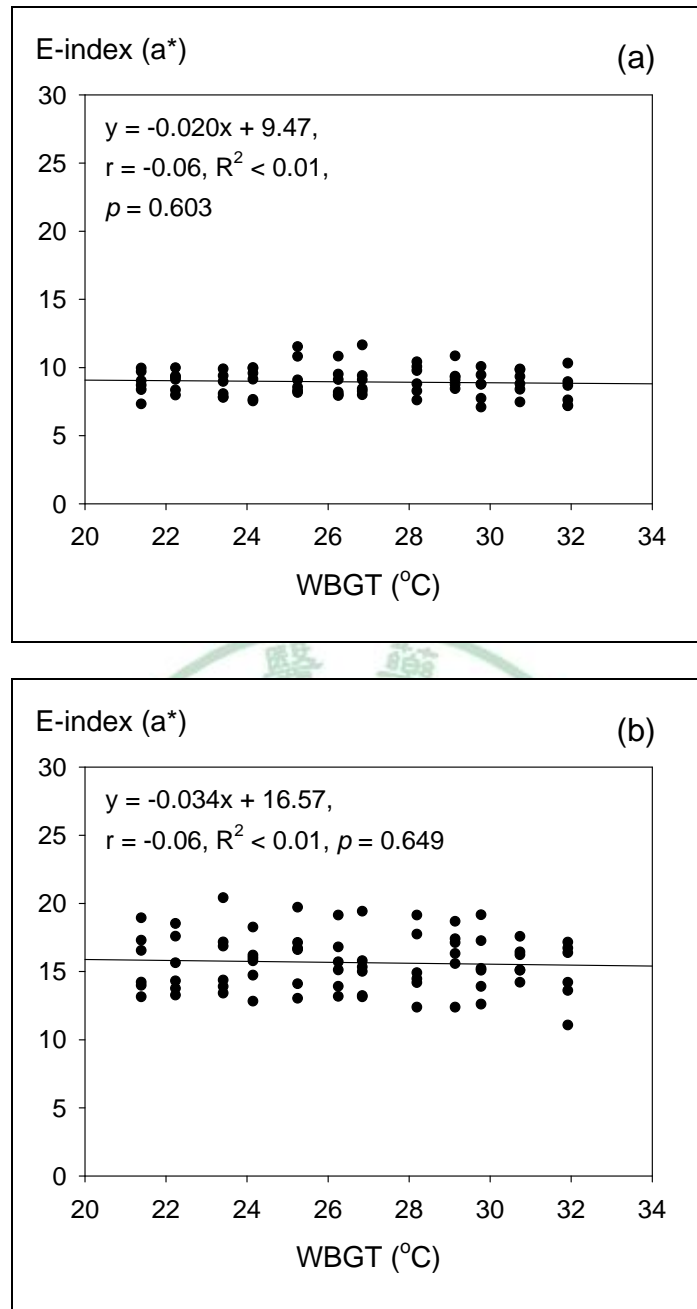 E-index (a*)
(a)
30
y = -0.020x + 9.47,
25
r = -0.06, R² < 0.01,
p = 0.603
20
15
10
5
0
20 22 24 26 28 30 32 34
WBGT (°C)
醫 藥
E-index (a*)
(b)
30
y = -0.034x + 16.57,
25
r = -0.06, R² < 0.01, p = 0.649
20
15
10
5
0
20 22 24 26 28 30 32 34
WBGT (°C)